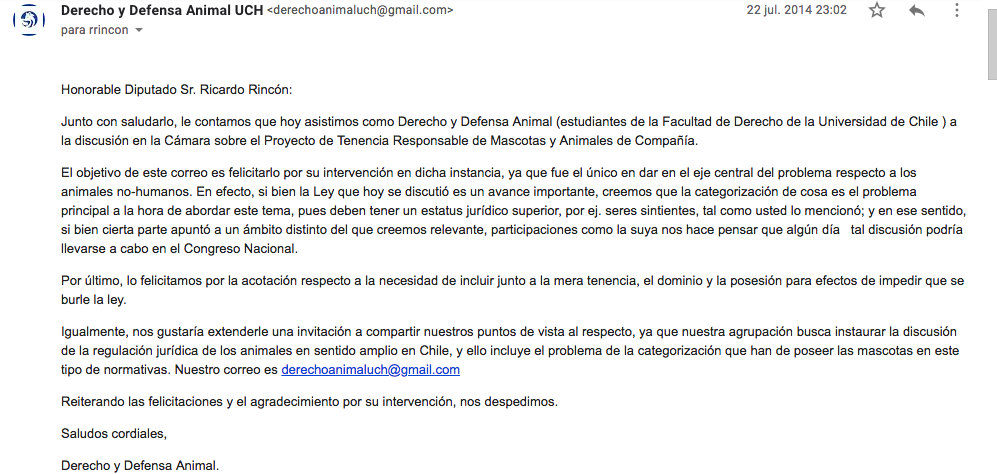 Derecho y Defensa Animal UCH <derechoanimaluch@gmail.com>
22 jul. 2014 23:02
para rrincon
Honorable Diputado Sr. Ricardo Rincón:
Junto con saludarlo, le contamos que hoy asistimos como Derecho y Defensa Animal (estudiantes de la Facultad de Derecho de la Universidad de Chile ) a
la discusión en la Cámara sobre el Proyecto de Tenencia Responsable de Mascotas y Animales de Compañía.
El objetivo de este correo es felicitarlo por su intervención en dicha instancia, ya que fue el único en dar en el eje central del problema respecto a los
animales no-humanos. En efecto, si bien la Ley que hoy se discutió es un avance importante, creemos que la categorización de cosa es el problema
principal a la hora de abordar este tema, pues deben tener un estatus jurídico superior, por ej. seres sintientes, tal como usted lo mencionó; y en ese sentido,
si bien cierta parte apuntó a un ámbito distinto del que creemos relevante, participaciones como la suya nos hace pensar que algún día   tal discusión podría
llevarse a cabo en el Congreso Nacional.
Por último, lo felicitamos por la acotación respecto a la necesidad de incluir junto a la mera tenencia, el dominio y la posesión para efectos de impedir que se
burle la ley.
Igualmente, nos gustaría extenderle una invitación a compartir nuestros puntos de vista al respecto, ya que nuestra agrupación busca instaurar la discusión
de la regulación jurídica de los animales en sentido amplio en Chile, y ello incluye el problema de la categorización que han de poseer las mascotas en este
tipo de normativas. Nuestro correo es derechoanimaluch@gmail.com
Reiterando las felicitaciones y el agradecimiento por su intervención, nos despedimos.
Saludos cordiales,
Derecho y Defensa Animal.